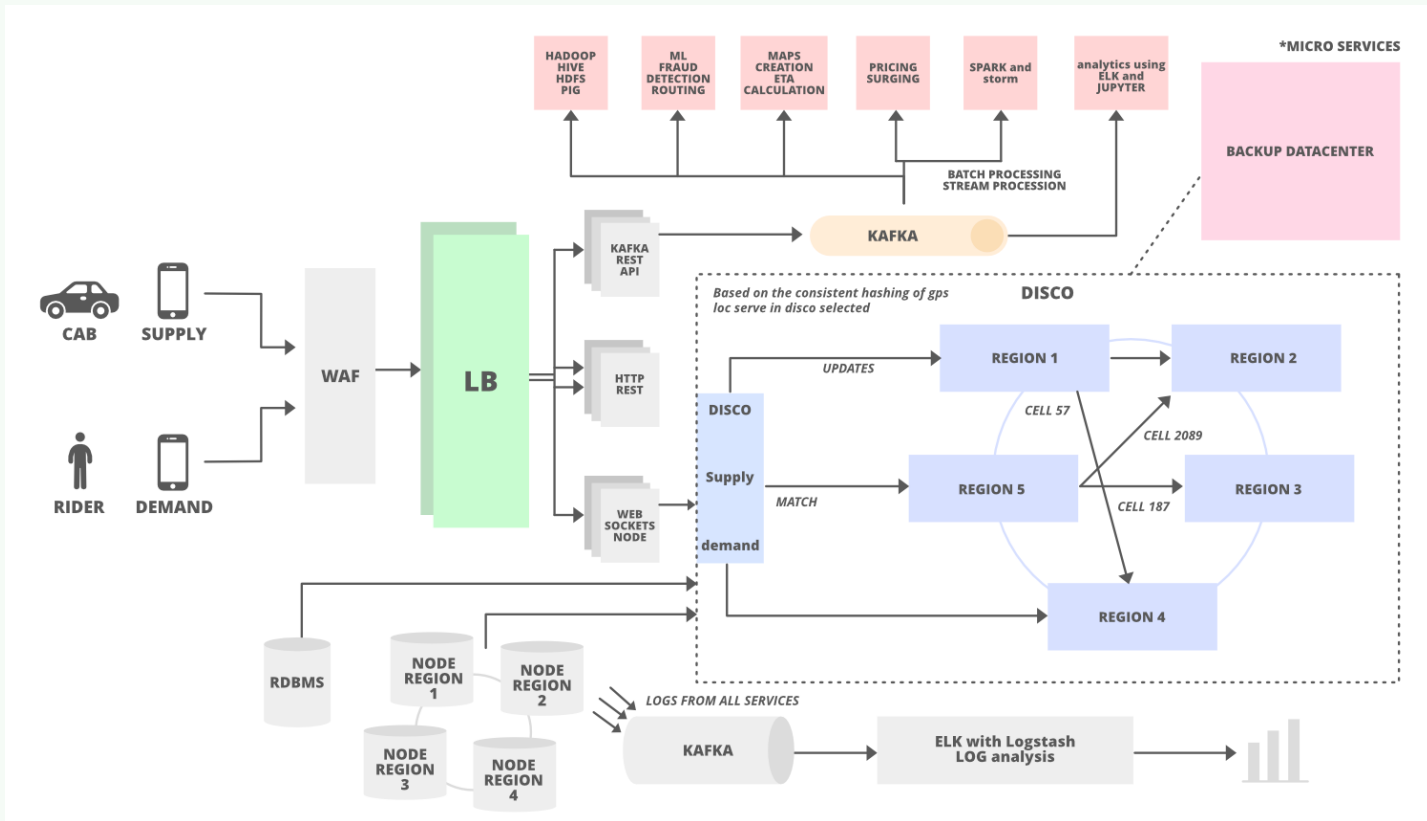 *MICRO SERVICES
HADOOP
HIVE
HDFS
PIG
ML
FRAUD
DETECTION
ROUTING
MAPS
CREATION
ETA
CALCULATION
PRICING
SURGING
SPARK and
storm
analytics using
ELK and
JUPYTER
BACKUP DATACENTER
BATCH PROCESSING
STREAM PROCESSION
KAFKA
REST
API
KAFKA
CAB
SUPPLY
WAF
LB
HTTP
REST
RIDER
DEMAND
WEB
SOCKETS
NODE
Based on the consistent hashing of gps
loc serve in disco selected
DISCO
UPDATES
REGION 1
REGION 2
DISCO
Supply
demand
CELL 57
CELL 2089
MATCH
REGION 5
REGION 3
CELL 187
REGION 4
RDBMS
NODE
REGION
1
NODE
REGION
2
NODE
REGION
3
NODE
REGION
4
LOGS FROM ALL SERVICES
KAFKA
ELK with Logstash
LOG analysis